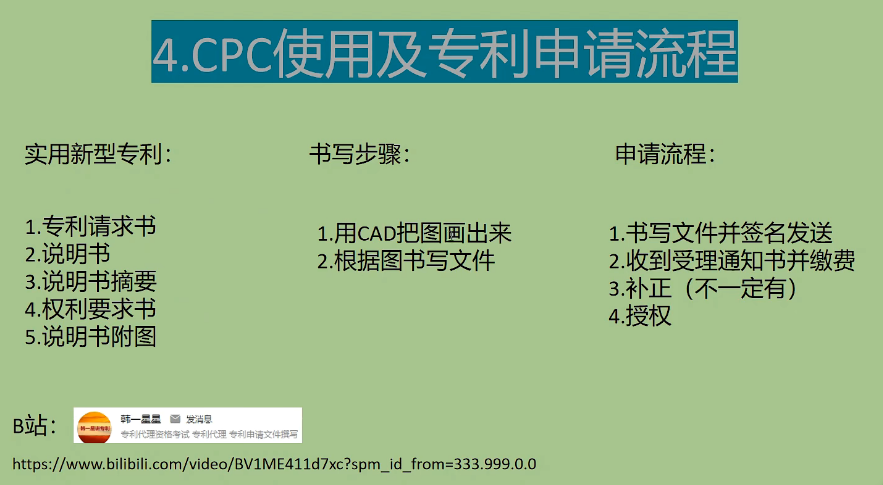 4.CPC使用及专利申请流程
实用新型专利：
1.专利请求书
2.说明书
3.说明书摘要
4.权利要求书
5.说明书附图
书写步骤：
1.用CAD把图画出来
2.根据图书写文件
申请流程：
1.书写文件并签名发送
2.收到受理通知书并缴费
3.补正（不一定有）
4.授权
B站：
韩一星星 发消息
专利代理资格考试 专利代理 专利申请文件撰写
https://www.bilibili.com/video/BV1ME411d7xc?spm_id_from=333.999.0.0